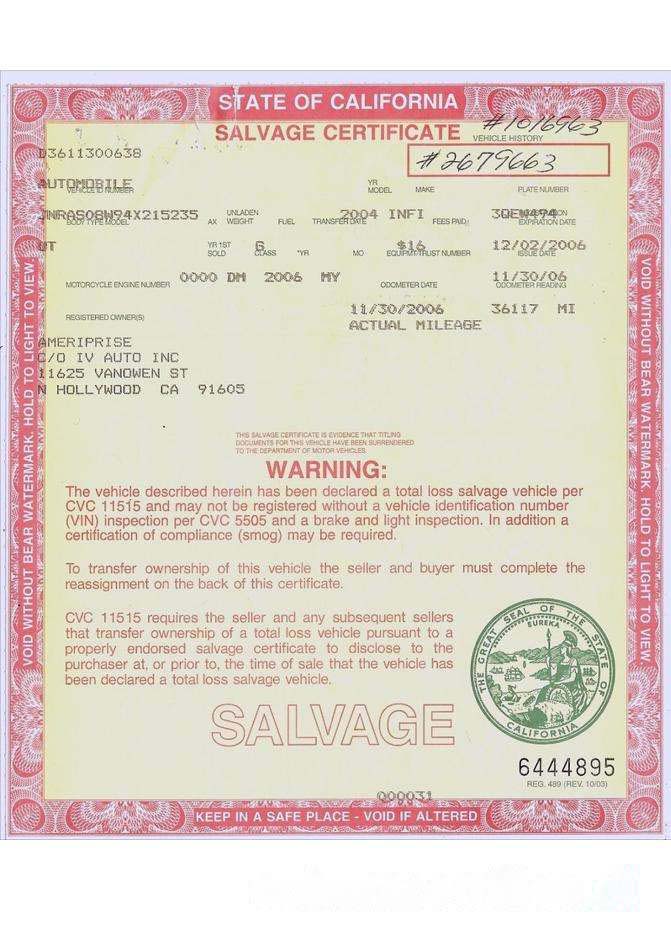 STATE OF CALIFORNIA
SALVAGE CERTIFICATE
#1016963
VEHICLE HISTORY
#2679663
D3611300638
AUTOMOBILE
VEHICLE ID NUMBER
YR
MODEL
MAKE
PLATE NUMBER
JNRAS08W94X215235
2004 INFI
BODY TYPE MODEL
AX
UNLADEN
WEIGHT
FUEL
TRANSFER DATE
FEES PAID
EXPIRATION DATE
UT
G
$16
12/02/2006
YR 1ST
SOLD
CLASS
*YR
MO
EQUIPMT/TRUST NUMBER
ISSUE DATE
0000 DM 2006 MY
11/30/06
MOTORCYCLE ENGINE NUMBER
ODOMETER DATE
ODOMETER READING
11/30/2006
36117 MI
REGISTERED OWNER(S)
ACTUAL MILEAGE
AMERIPRISE
C/O IV AUTO INC
11625 VANOWEN ST
N HOLLYWOOD CA 91605
THIS SALVAGE CERTIFICATE IS EVIDENCE THAT TITLING
DOCUMENTS FOR THIS VEHICLE HAVE BEEN SURRENDERED
TO THE DEPARTMENT OF MOTOR VEHICLES.
WARNING:
The vehicle described herein has been declared a total loss salvage vehicle per
CVC 11515 and may not be registered without a vehicle identification number
(VIN) inspection per CVC 5505 and a brake and light inspection. In addition a
certification of compliance (smog) may be required.
To transfer ownership of this vehicle the seller and buyer must complete the
reassignment on the back of this certificate.
CVC 11515 requires the seller and any subsequent sellers
that transfer ownership of a total loss vehicle pursuant to a
properly endorsed salvage certificate to disclose to the
purchaser at, or prior to, the time of sale that the vehicle has
been declared a total loss salvage vehicle.
SALVAGE
THE GREAT SEAL OF THE STATE OF CALIFORNIA
EUREKA
6444895
REG. 489 (REV. 10/03)
000031
KEEP IN A SAFE PLACE - VOID IF ALTERED
VOID WITHOUT BEAR WATERMARK. HOLD TO LIGHT TO VIEW
VOID WITHOUT BEAR WATERMARK. HOLD TO LIGHT TO VIEW